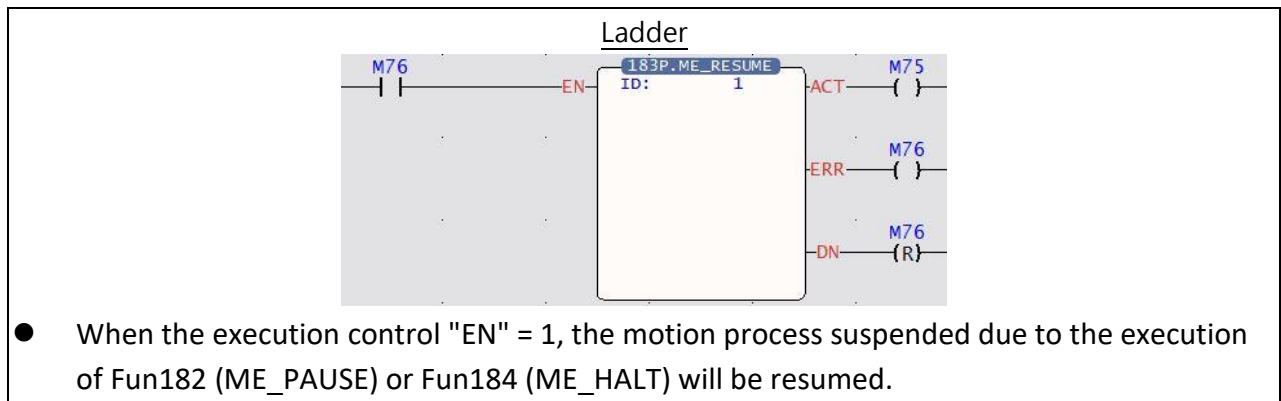 Ladder
M76 183P.ME_RESUME M75
EN ID: 1 ACT ( )
M76
ERR ( )
M76
DN (R)
● When the execution control "EN" = 1, the motion process suspended due to the execution
of Fun182 (ME_PAUSE) or Fun184 (ME_HALT) will be resumed.